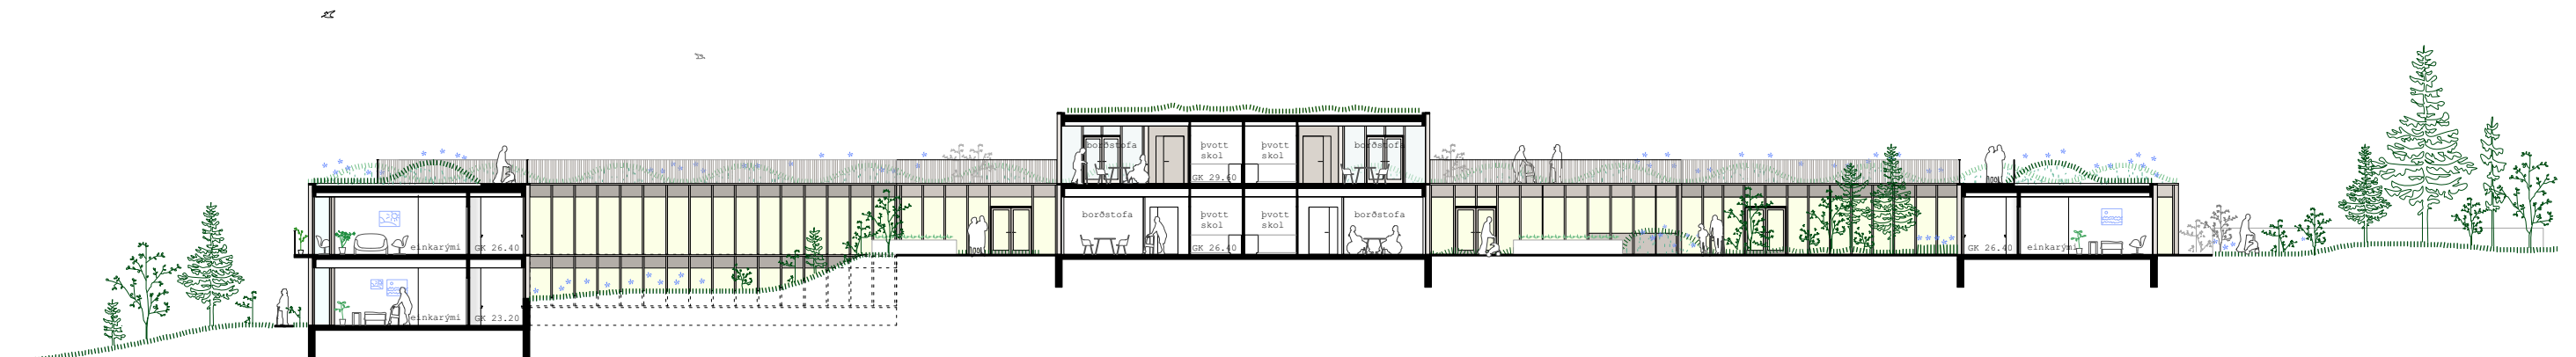 borðstofa
þvott
skol
þvott
skol
borðstofa
GK 29.60
borðstofa
þvott
skol
þvott
skol
borðstofa
einkarými
GK 26.40
GK 26.40
GK 26.40
einkarými
einkarými
GK 23.20